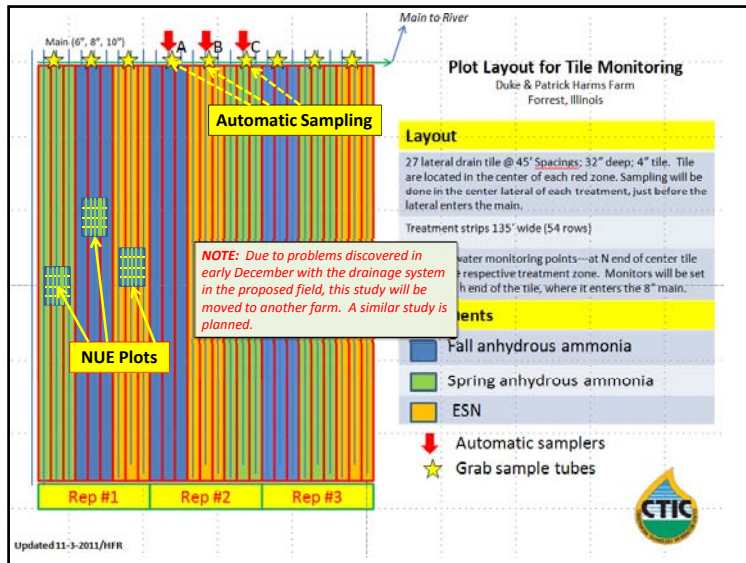 Main to River
Main (6", 8", 10")
A
B
C
Automatic Sampling
NUE Plots
Rep #1
Rep #2
Rep #3
Updated 11-3-2011/HFR
Plot Layout for Tile Monitoring
Duke & Patrick Harms Farm
Forrest, Illinois
Layout
27 lateral drain tile @ 45' Spacings; 32" deep; 4" tile. Tile
are located in the center of each red zone. Sampling will be
done in the center lateral of each treatment, just before the
lateral enters the main.
Treatment strips 135' wide (54 rows)
water monitoring points---at N end of center tile
respective treatment zone. Monitors will be set
end of the tile, where it enters the 8" main.
NOTE: Due to problems discovered in
early December with the drainage system
in the proposed field, this study will be
moved to another farm. A similar study is
planned.
Fall anhydrous ammonia
Spring anhydrous ammonia
ESN
Automatic samplers
Grab sample tubes
CTIC